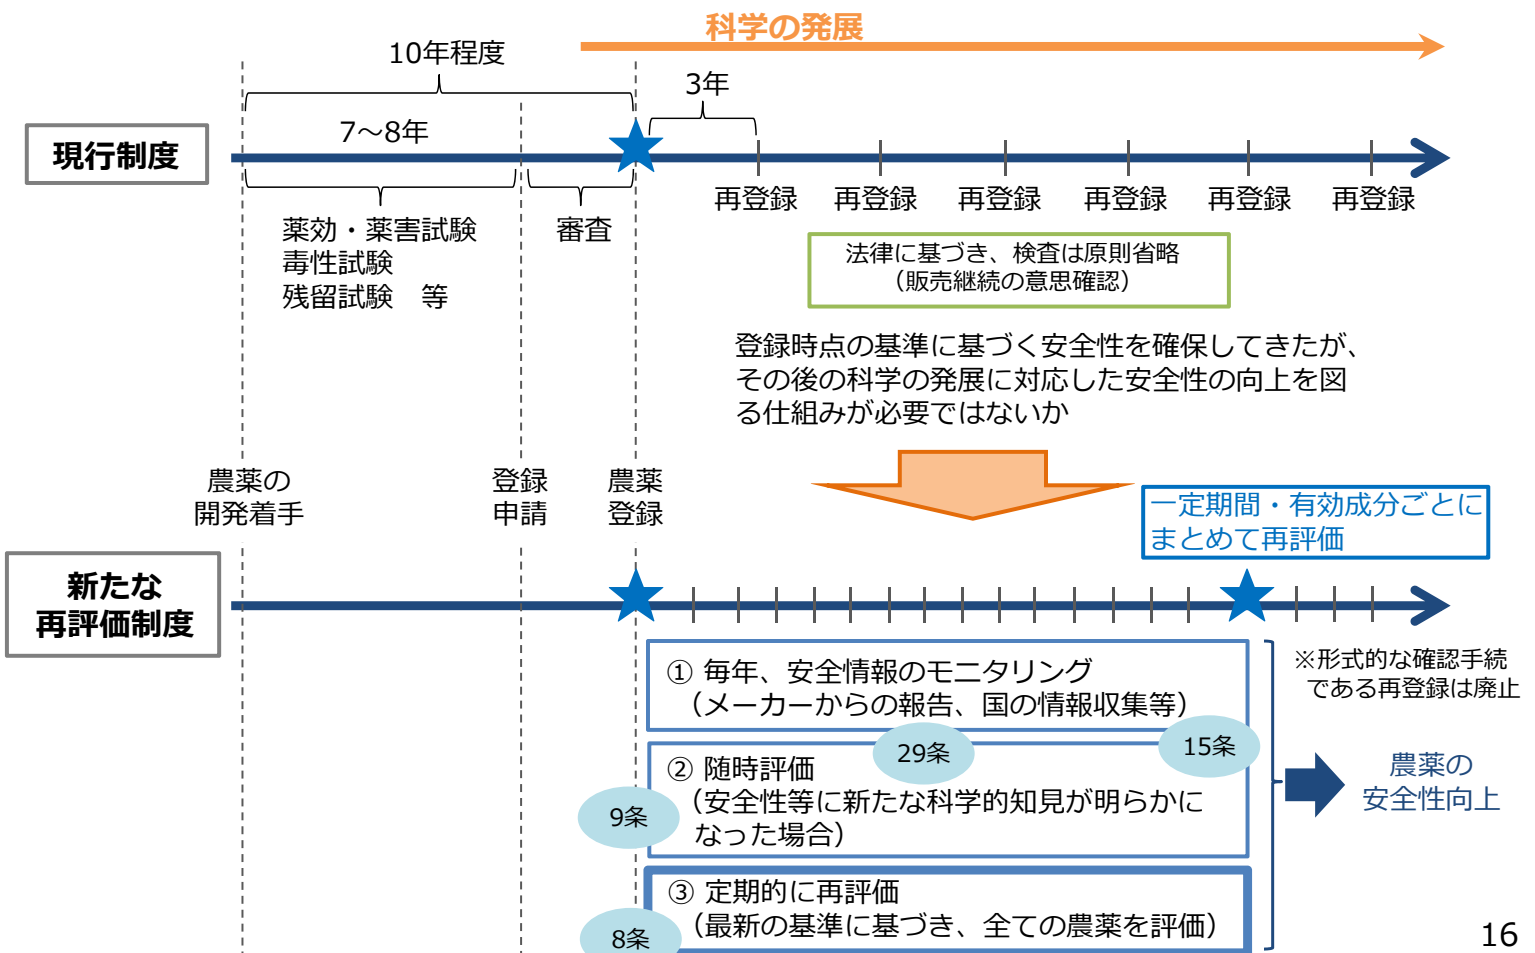 科学の発展
10年程度
3年
7～8年
現行制度
再登録
再登録
再登録
再登録
再登録
再登録
薬効・薬害試験
毒性試験
残留試験　等
審査
法律に基づき、検査は原則省略
（販売継続の意思確認）
登録時点の基準に基づく安全性を確保してきたが、
その後の科学の発展に対応した安全性の向上を図
る仕組みが必要ではないか
農薬の
開発着手
登録
申請
農薬
登録
一定期間・有効成分ごとに
まとめて再評価
新たな
再評価制度
① 毎年、安全情報のモニタリング
（メーカーからの報告、国の情報収集等）
29条
15条
② 随時評価
（安全性等に新たな科学的知見が明らかに
なった場合）
9条
③ 定期的に再評価
（最新の基準に基づき、全ての農薬を評価）
8条
※形式的な確認手続
である再登録は廃止
農薬の
安全性向上
16